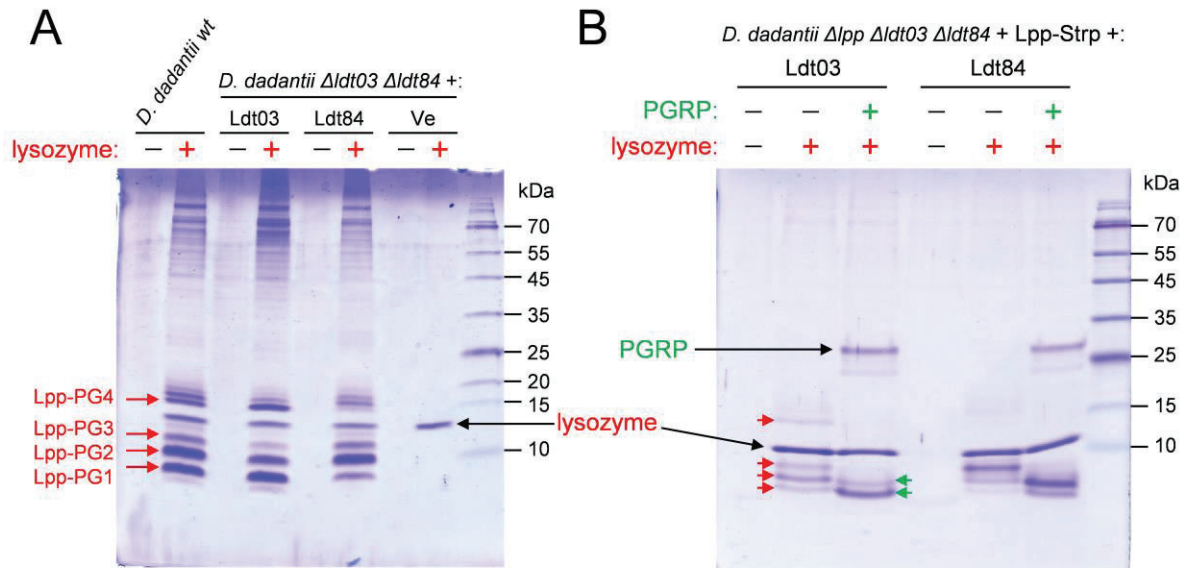 A
D. dadantii wt
D. dadantii Δldt03 Δldt84 +:
Ldt03 Ldt84 Ve
lysozyme: – + – + – + – +
kDa
70
55
45
35
25
20
15
10
Lpp-PG4
Lpp-PG3
Lpp-PG2
Lpp-PG1
lysozyme
B
D. dadantii Δlpp Δldt03 Δldt84 + Lpp-Strp +:
Ldt03 Ldt84
PGRP: – – + – – +
lysozyme: – + + – + +
kDa
70
55
45
35
25
15
10
PGRP